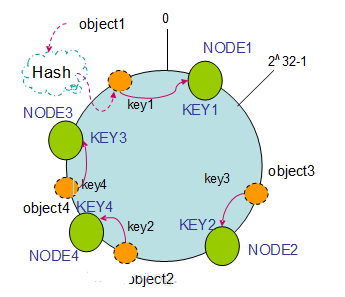 object1
0
NODE1
2^32-1
Hash
key1
KEY1
NODE3
KEY3
object3
key3
key4
KEY4
object4
key2
KEY2
NODE4
NODE2
object2